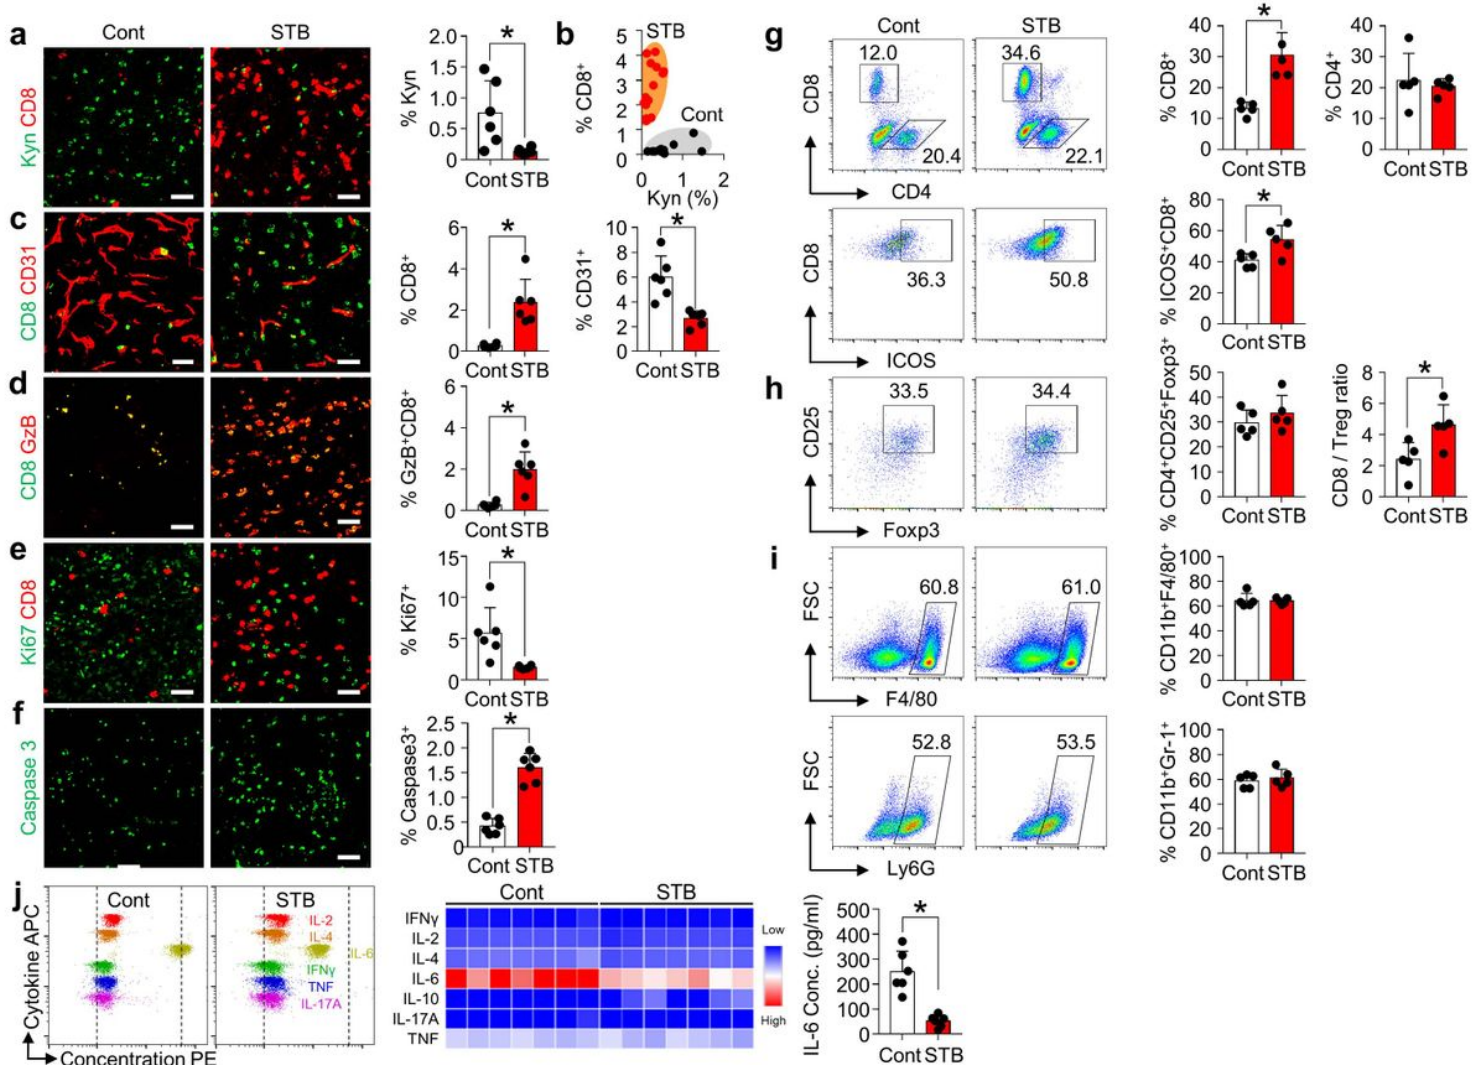 a
Cont
STB
Kyn CD8
% Kyn
2.0
1.5
1.0
0.5
0
*
Cont STB
b
% CD8⁺
5
4
3
2
1
0
STB
Cont
0 1 2
Kyn (%)
c
CD8 CD31
% CD8⁺
6
4
2
0
*
Cont STB
% CD31⁺
10
8
6
4
2
0
*
Cont STB
d
CD8 GzB
% GzB⁺CD8⁺
6
4
2
0
*
Cont STB
e
Ki67 CD8
% Ki67⁺
15
10
5
0
*
Cont STB
f
Caspase 3
% Caspase3⁺
2.5
2.0
1.5
1.0
0.5
0
*
Cont STB
g
Cont
STB
CD8
12.0
20.4
34.6
22.1
CD4
% CD8⁺
40
30
20
10
0
*
Cont STB
% CD4⁺
40
30
20
10
0
Cont STB
CD8
36.3
50.8
ICOS
% ICOS⁺CD8⁺
80
60
40
20
0
*
Cont STB
h
CD25
33.5
34.4
Foxp3
% CD4⁺CD25⁺Foxp3⁺
50
40
30
20
10
0
Cont STB
CD8 / Treg ratio
8
6
4
2
0
*
Cont STB
i
FSC
60.8
61.0
F4/80
% CD11b⁺F4/80⁺
100
80
60
40
20
0
Cont STB
FSC
52.8
53.5
Ly6G
% CD11b⁺Gr-1⁺
100
80
60
40
20
0
Cont STB
j
Cytokine APC
Cont
STB
IL-2
IL-4
IL-6
IFNγ
TNF
IL-17A
Concentration PE
Cont
STB
IFNγ
IL-2
IL-4
IL-6
IL-10
IL-17A
TNF
Low
High
IL-6 Conc. (pg/ml)
500
400
300
200
100
0
*
Cont STB